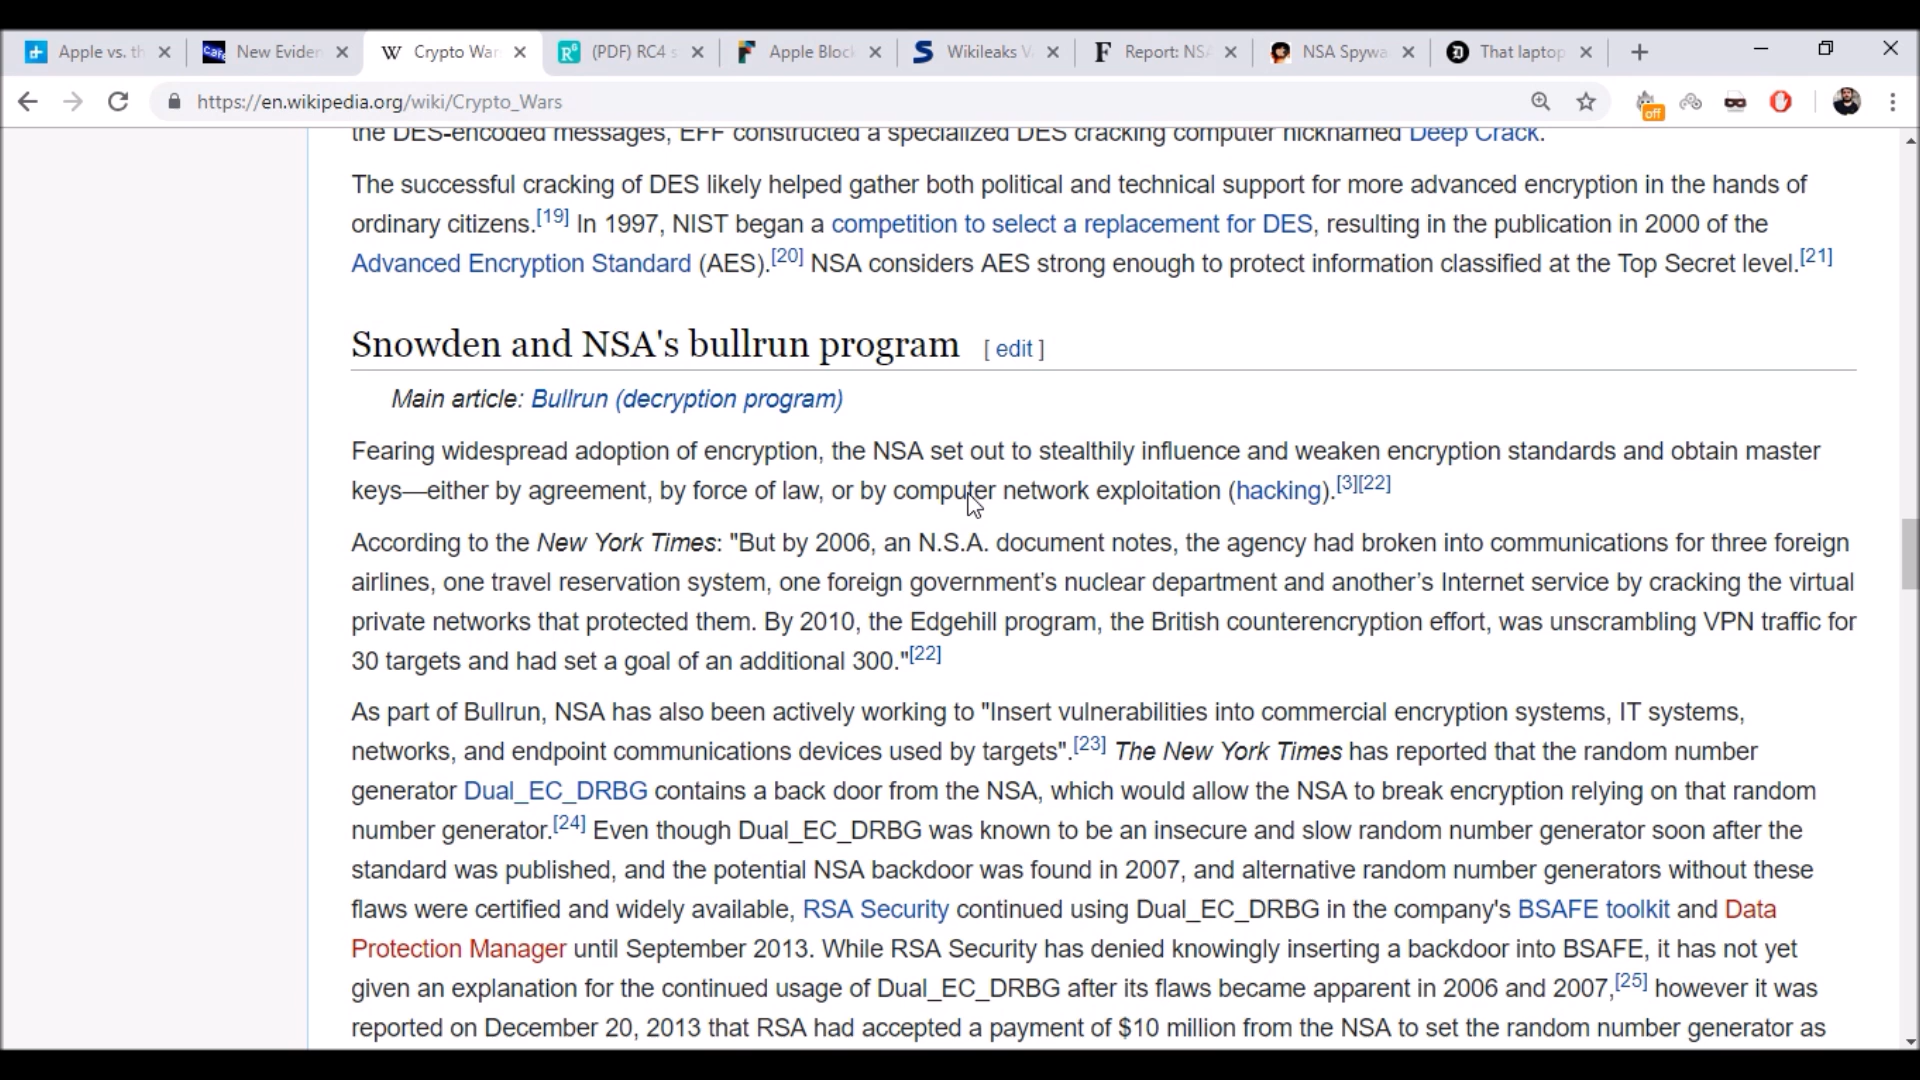 Apple vs. th
New Eviden
Crypto War
(PDF) RC4 s
Apple Block
Wikileaks V
Report: NSA
NSA Spywa
That laptop
https://en.wikipedia.org/wiki/Crypto_Wars
off
the DES-encoded messages, EFF constructed a specialized DES cracking computer nicknamed Deep Crack.
The successful cracking of DES likely helped gather both political and technical support for more advanced encryption in the hands of
ordinary citizens.[19] In 1997, NIST began a competition to select a replacement for DES, resulting in the publication in 2000 of the
Advanced Encryption Standard (AES).[20] NSA considers AES strong enough to protect information classified at the Top Secret level.[21]
Snowden and NSA's bullrun program [ edit ]
Main article: Bullrun (decryption program)
Fearing widespread adoption of encryption, the NSA set out to stealthily influence and weaken encryption standards and obtain master
keys—either by agreement, by force of law, or by computer network exploitation (hacking).[3][22]
According to the New York Times: "But by 2006, an N.S.A. document notes, the agency had broken into communications for three foreign
airlines, one travel reservation system, one foreign government’s nuclear department and another’s Internet service by cracking the virtual
private networks that protected them. By 2010, the Edgehill program, the British counterencryption effort, was unscrambling VPN traffic for
30 targets and had set a goal of an additional 300."[22]
As part of Bullrun, NSA has also been actively working to "Insert vulnerabilities into commercial encryption systems, IT systems,
networks, and endpoint communications devices used by targets".[23] The New York Times has reported that the random number
generator Dual_EC_DRBG contains a back door from the NSA, which would allow the NSA to break encryption relying on that random
number generator.[24] Even though Dual_EC_DRBG was known to be an insecure and slow random number generator soon after the
standard was published, and the potential NSA backdoor was found in 2007, and alternative random number generators without these
flaws were certified and widely available, RSA Security continued using Dual_EC_DRBG in the company's BSAFE toolkit and Data
Protection Manager until September 2013. While RSA Security has denied knowingly inserting a backdoor into BSAFE, it has not yet
given an explanation for the continued usage of Dual_EC_DRBG after its flaws became apparent in 2006 and 2007,[25] however it was
reported on December 20, 2013 that RSA had accepted a payment of $10 million from the NSA to set the random number generator as